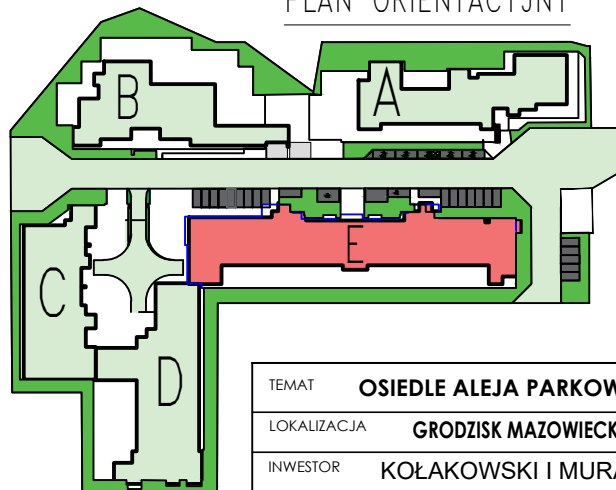 PLAN ORIENTACYJNY
B
A
E
C
D
TEMAT OSIEDLE ALEJA PARKOW
LOKALIZACJA GRODZISK MAZOWIECK
INWESTOR KOŁAKOWSKI I MURA